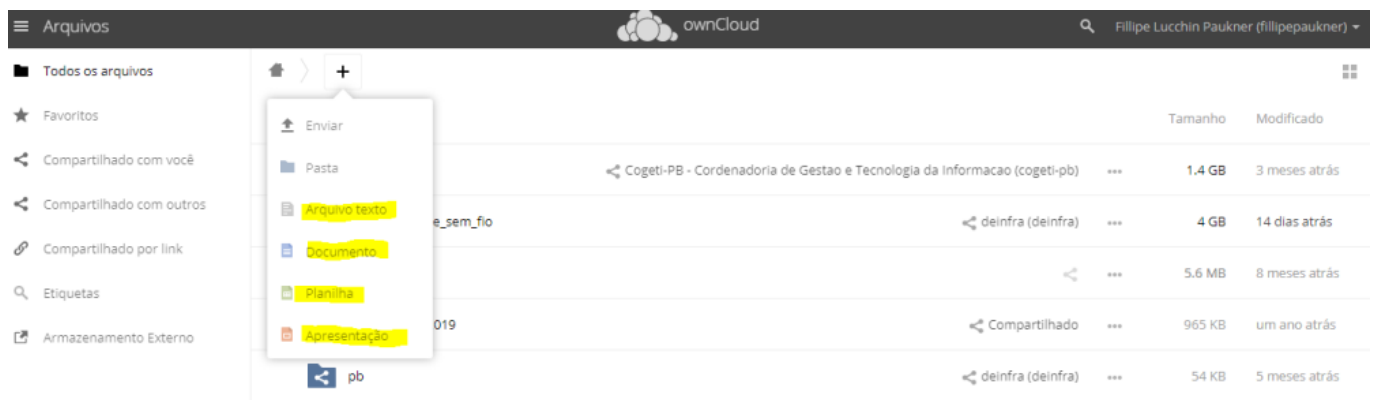 Arquivos
ownCloud
Fillipe Lucchin Paukner (fillipepaukner)
Todos os arquivos
Favoritos
Compartilhado com você
Compartilhado com outros
Compartilhado por link
Etiquetas
Armazenamento Externo
+
Enviar
Pasta
Arquivo texto
Documento
Planilha
Apresentação
Tamanho Modificado
Cogeti-PB - Cordenadoria de Gestao e Tecnologia da Informacao (cogeti-pb) ... 1.4 GB 3 meses atrás
e_sem_fio deinfra (deinfra) ... 4 GB 14 dias atrás
... 5.6 MB 8 meses atrás
019 Compartilhado ... 965 KB um ano atrás
pb deinfra (deinfra) ... 54 KB 5 meses atrás